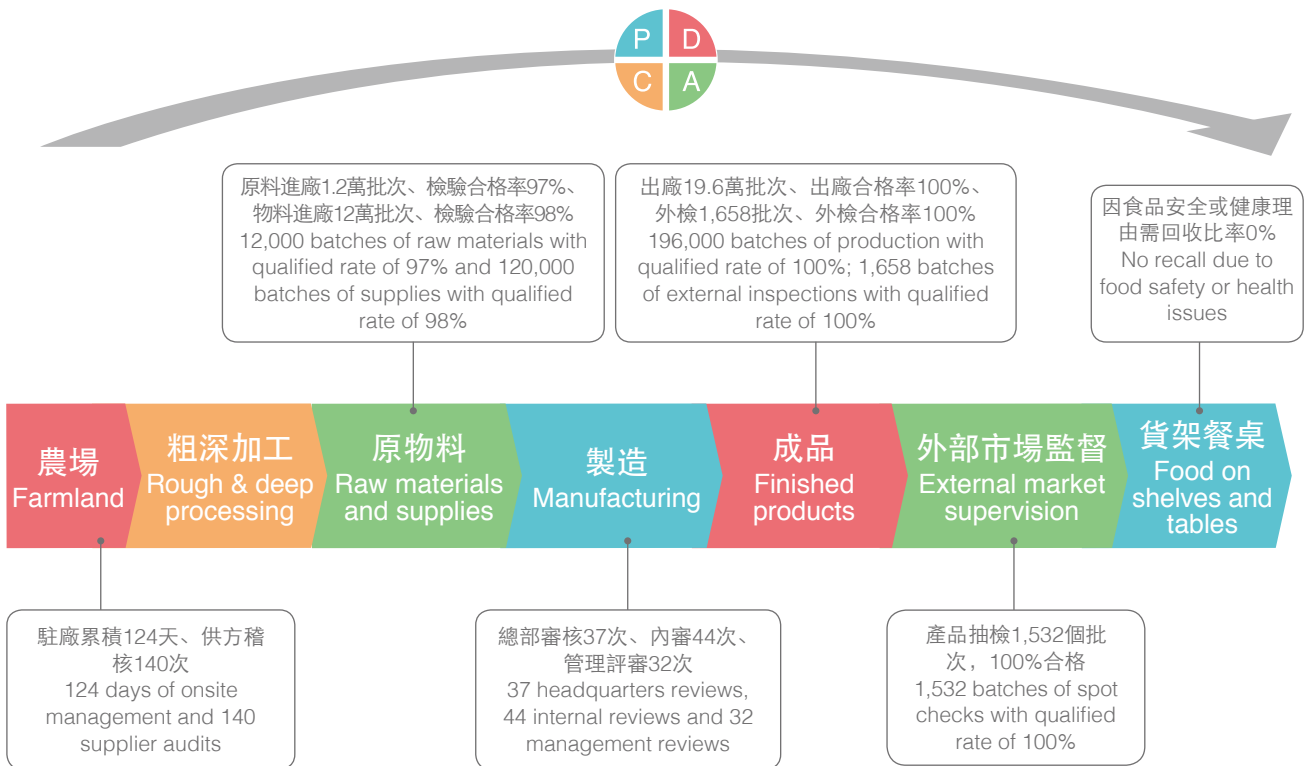 P D
C A
原料進廠1.2萬批次、檢驗合格率97%、
物料進廠12萬批次、檢驗合格率98%
12,000 batches of raw materials with
qualified rate of 97% and 120,000
batches of supplies with qualified
rate of 98%
出廠19.6萬批次、出廠合格率100%、
外檢1,658批次、外檢合格率100%
196,000 batches of production with
qualified rate of 100%; 1,658 batches
of external inspections with qualified
rate of 100%
因食品安全或健康理
由需回收比率0%
No recall due to
food safety or health
issues
農場
Farmland
粗深加工
Rough & deep
processing
原物料
Raw materials
and supplies
製造
Manufacturing
成品
Finished
products
外部市場監督
External market
supervision
貨架餐桌
Food on
shelves and
tables
駐廠累積124天、供方稽
核140次
124 days of onsite
management and 140
supplier audits
總部審核37次、內審44次、
管理評審32次
37 headquarters reviews,
44 internal reviews and 32
management reviews
產品抽檢1,532個批
次，100%合格
1,532 batches of spot
checks with qualified
rate of 100%